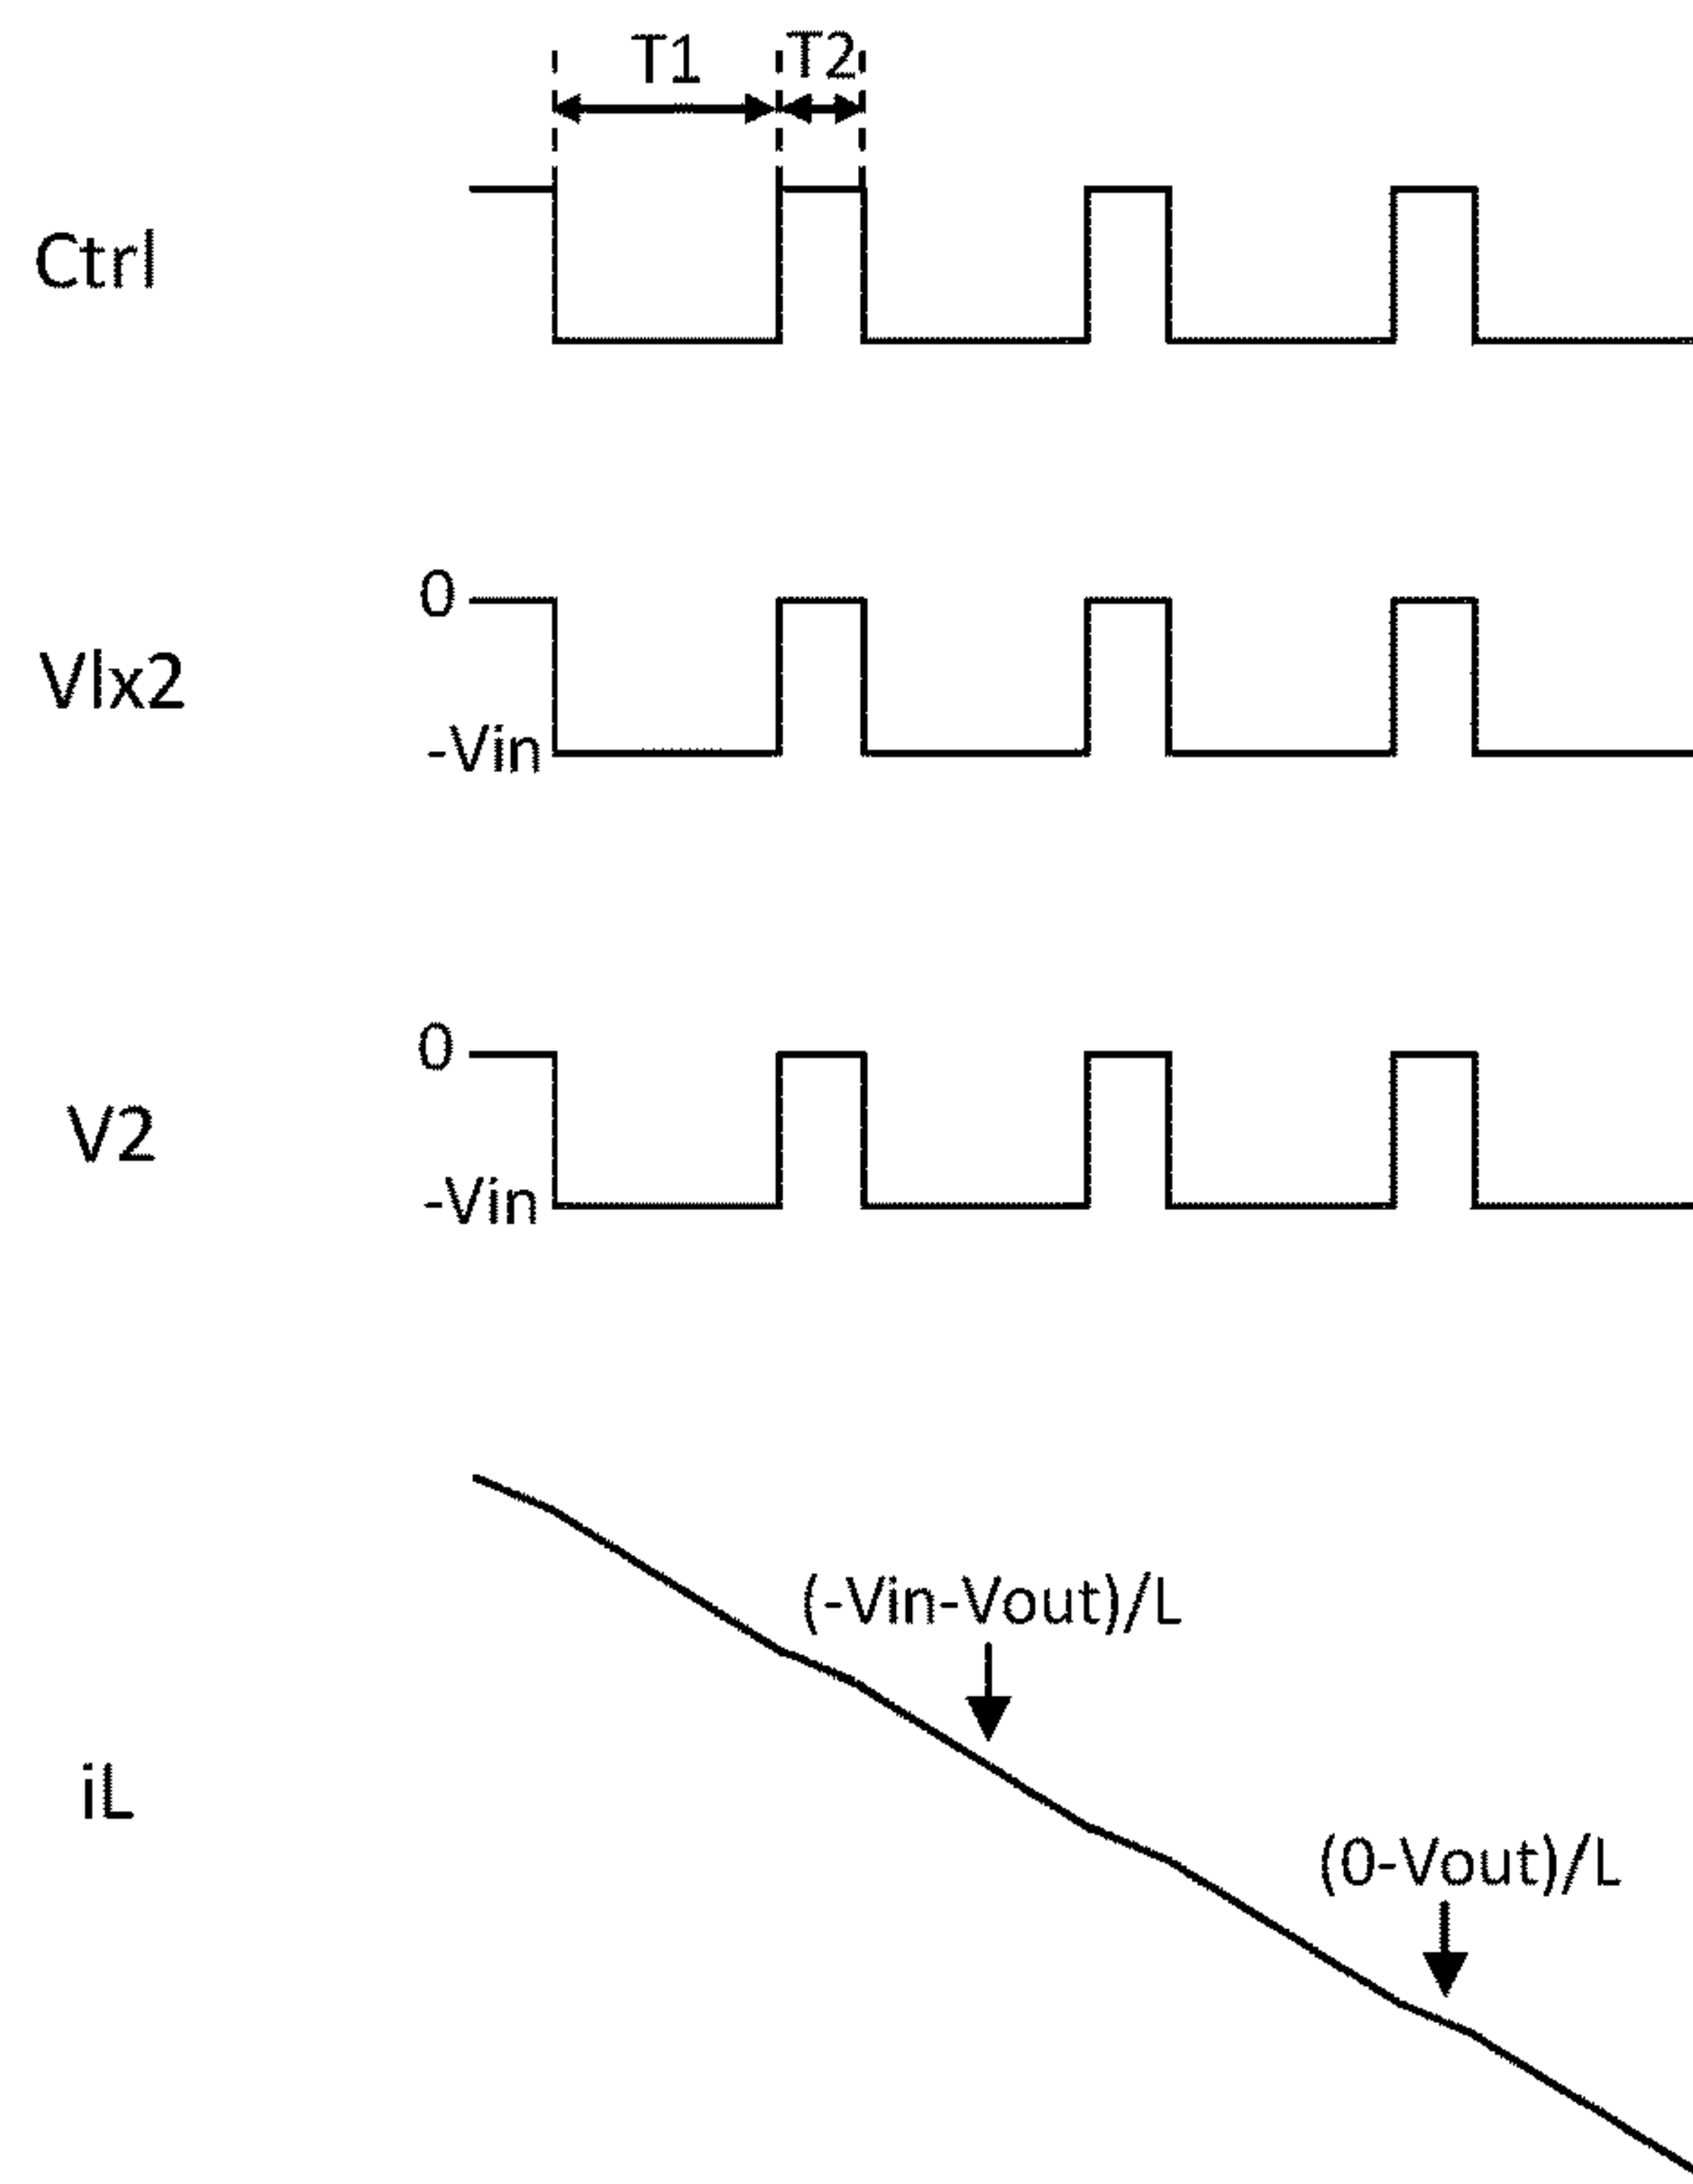 T1 T2
Ctrl
0
Vlx2
-Vin
0
V2
-Vin
(-Vin-Vout)/L
iL
(0-Vout)/L